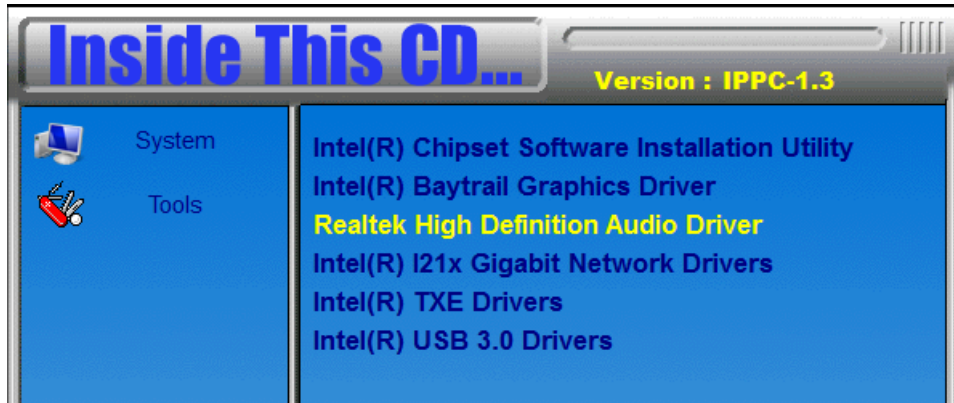 Inside This CD...
Version : IPPC-1.3
System
Tools
Intel(R) Chipset Software Installation Utility
Intel(R) Baytrail Graphics Driver
Realtek High Definition Audio Driver
Intel(R) I21x Gigabit Network Drivers
Intel(R) TXE Drivers
Intel(R) USB 3.0 Drivers